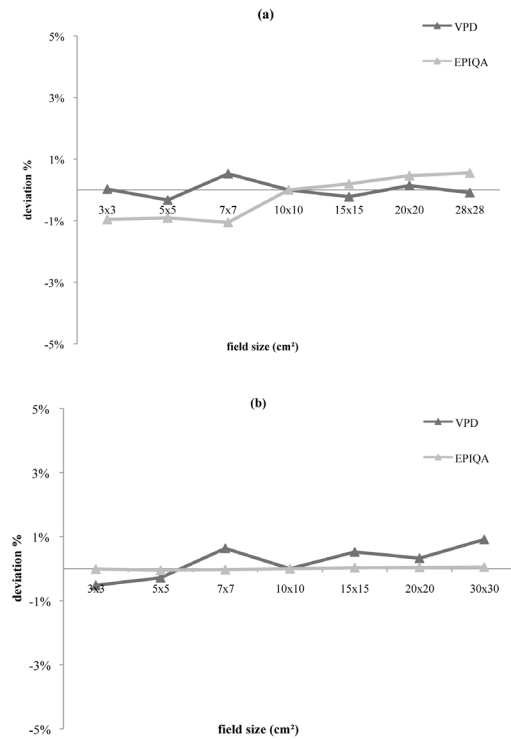 (a)
5%
3%
1%
-1%
-3%
-5%
deviation %
VPD
EPIQA
3x3 5x5 7x7 10x10 15x15 20x20 28x28
field size (cm²)
(b)
5%
3%
1%
-1%
-3%
-5%
deviation %
VPD
EPIQA
3x3 5x5 7x7 10x10 15x15 20x20 30x30
field size (cm²)